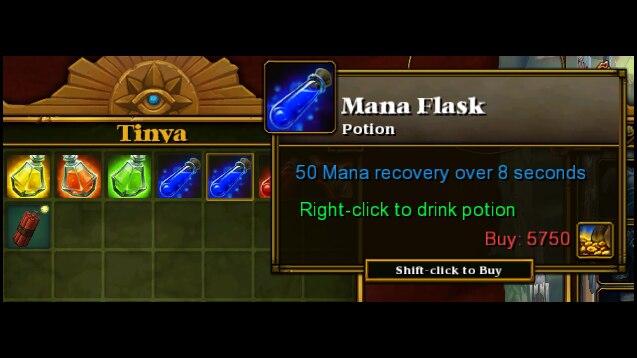 Tinya
Mana Flask
Potion
50 Mana recovery over 8 seconds
Right-click to drink potion
Buy: 5750
Shift-click to Buy